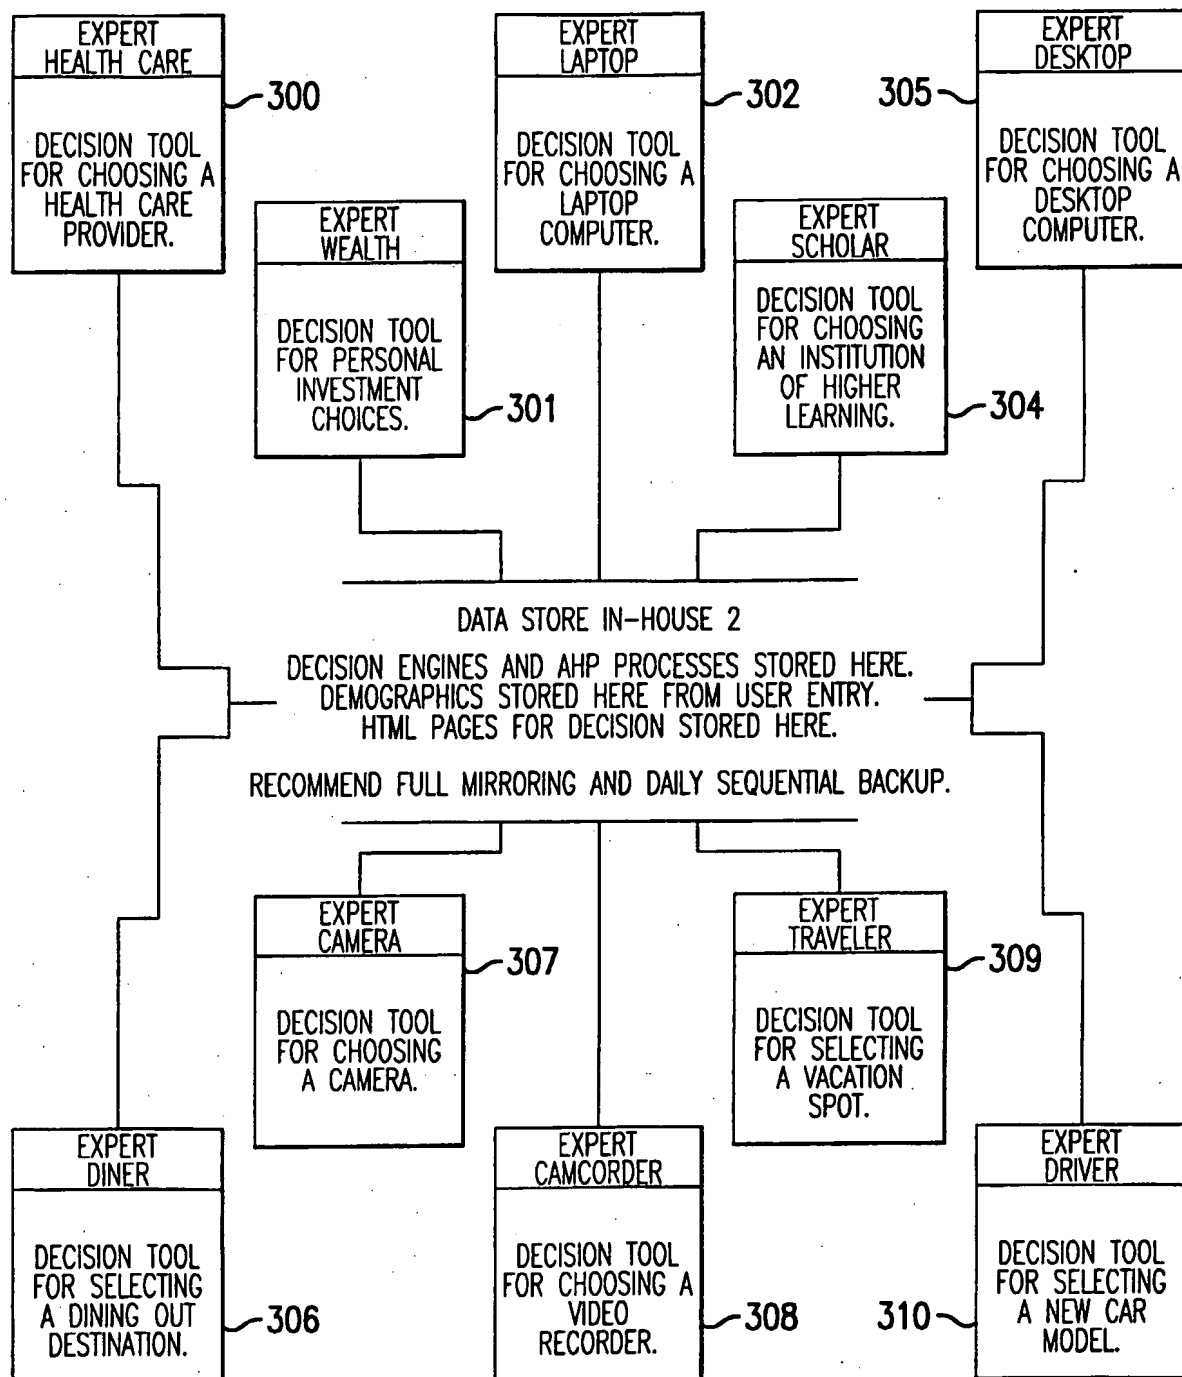 EXPERT
HEALTH CARE
300
DECISION TOOL
FOR CHOOSING A
HEALTH CARE
PROVIDER.
EXPERT
WEALTH
DECISION TOOL
FOR PERSONAL
INVESTMENT
CHOICES.
301
EXPERT
LAPTOP
302
DECISION TOOL
FOR CHOOSING A
LAPTOP
COMPUTER.
EXPERT
SCHOLAR
DECISION TOOL
FOR CHOOSING
AN INSTITUTION
OF HIGHER
LEARNING.
304
EXPERT
DESKTOP
305
DECISION TOOL
FOR CHOOSING A
DESKTOP
COMPUTER.
DATA STORE IN-HOUSE 2
DECISION ENGINES AND AHP PROCESSES STORED HERE.
DEMOGRAPHICS STORED HERE FROM USER ENTRY.
HTML PAGES FOR DECISION STORED HERE.
RECOMMEND FULL MIRRORING AND DAILY SEQUENTIAL BACKUP.
EXPERT
DINER
DECISION TOOL
FOR SELECTING
A DINING OUT
DESTINATION.
306
EXPERT
CAMERA
307
DECISION TOOL
FOR CHOOSING
A CAMERA.
EXPERT
CAMCORDER
DECISION TOOL
FOR CHOOSING A
VIDEO
RECORDER.
308
EXPERT
TRAVELER
309
DECISION TOOL
FOR SELECTING
A VACATION
SPOT.
EXPERT
DRIVER
DECISION TOOL
FOR SELECTING
A NEW CAR
MODEL.
310